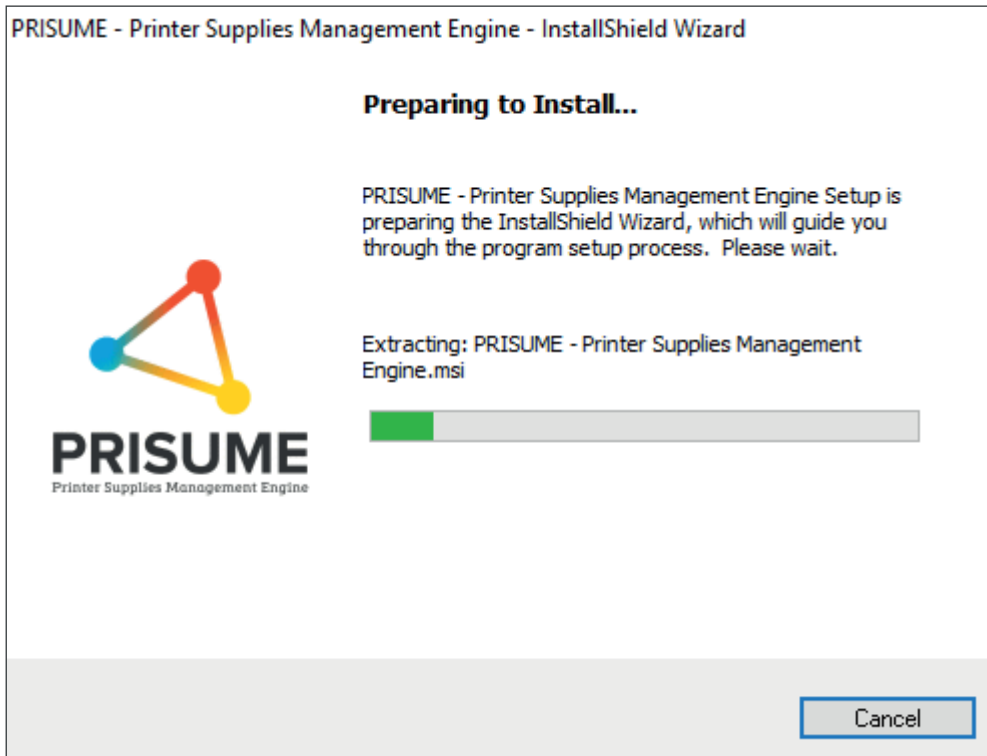 PRISUME - Printer Supplies Management Engine - InstallShield Wizard
Preparing to Install...
PRISUME - Printer Supplies Management Engine Setup is
preparing the InstallShield Wizard, which will guide you
through the program setup process.  Please wait.
Extracting: PRISUME - Printer Supplies Management
Engine.msi
PRISUME
Printer Supplies Management Engine
Cancel